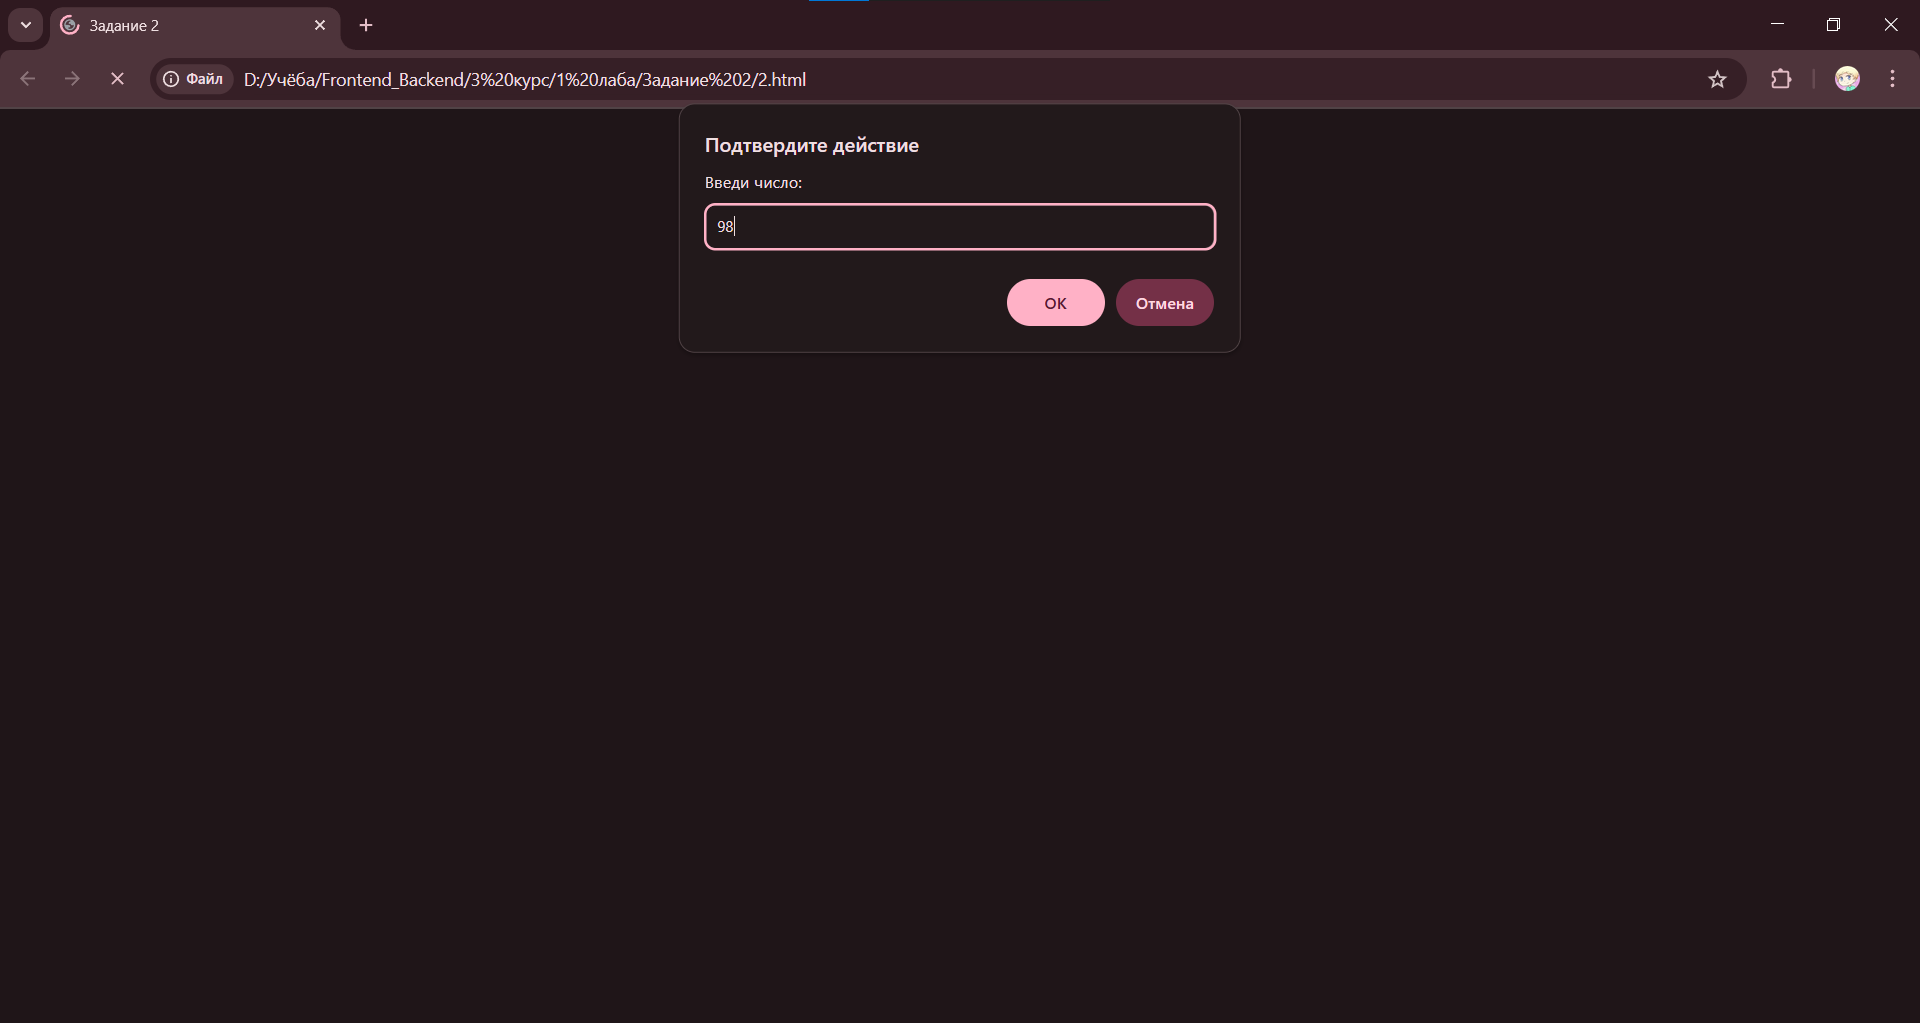 Задание 2
Файл
D:/Учёба/Frontend_Backend/3%20курс/1%20лаба/Задание%202/2.html
Подтвердите действие
Введи число:
98
ОК Отмена